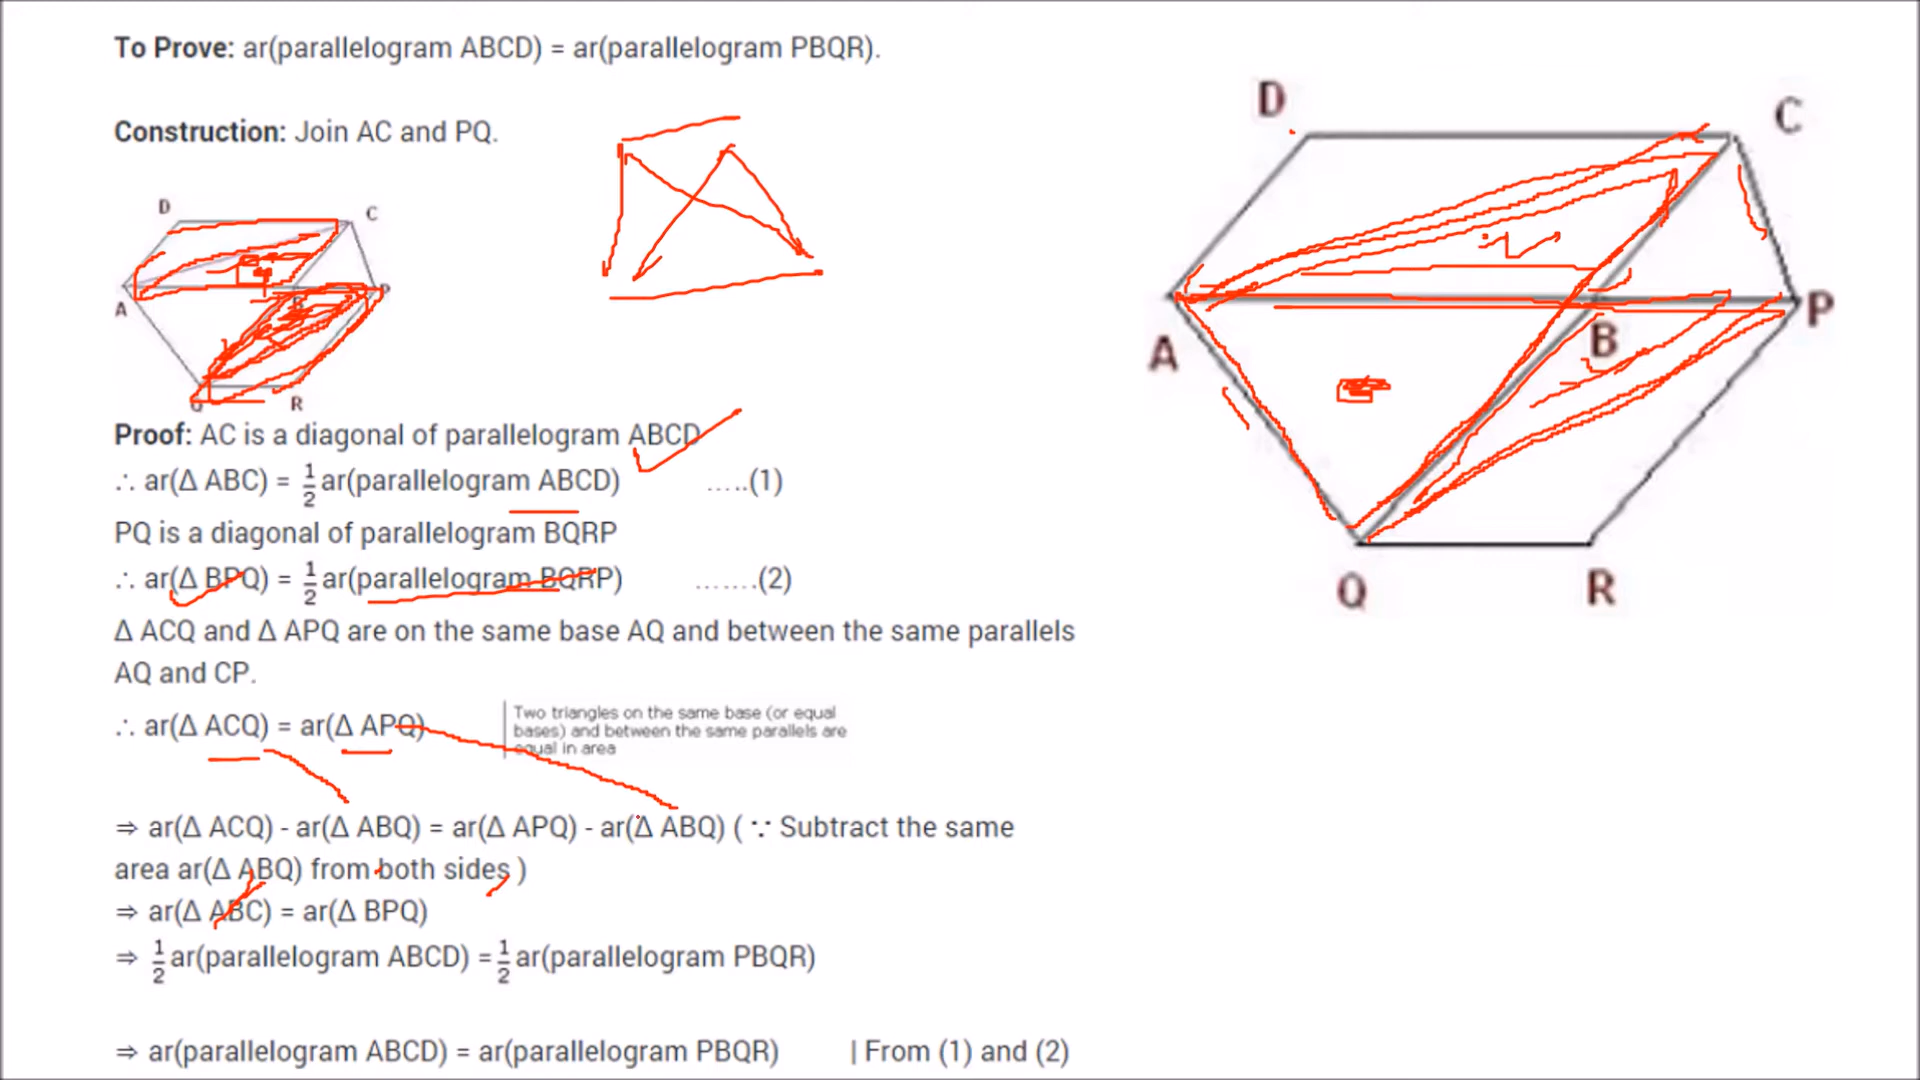 To Prove: ar(parallelogram ABCD) = ar(parallelogram PBQR).
Construction: Join AC and PQ.
D
C
A
B
P
Q
R
Proof: AC is a diagonal of parallelogram ABCD
∴ ar(Δ ABC) = 1/2 ar(parallelogram ABCD) .....(1)
PQ is a diagonal of parallelogram BQRP
∴ ar(Δ BPQ) = 1/2 ar(parallelogram BQRP) .......(2)
Δ ACQ and Δ APQ are on the same base AQ and between the same parallels
AQ and CP.
∴ ar(Δ ACQ) = ar(Δ APQ)
Two triangles on the same base (or equal
bases) and between the same parallels are
equal in area
⇒ ar(Δ ACQ) - ar(Δ ABQ) = ar(Δ APQ) - ar(Δ ABQ) ( ∵ Subtract the same
area ar(Δ ABQ) from both sides )
⇒ ar(Δ ABC) = ar(Δ BPQ)
⇒ 1/2 ar(parallelogram ABCD) = 1/2 ar(parallelogram PBQR)
⇒ ar(parallelogram ABCD) = ar(parallelogram PBQR) | From (1) and (2)
D
C
A
B
P
Q
R